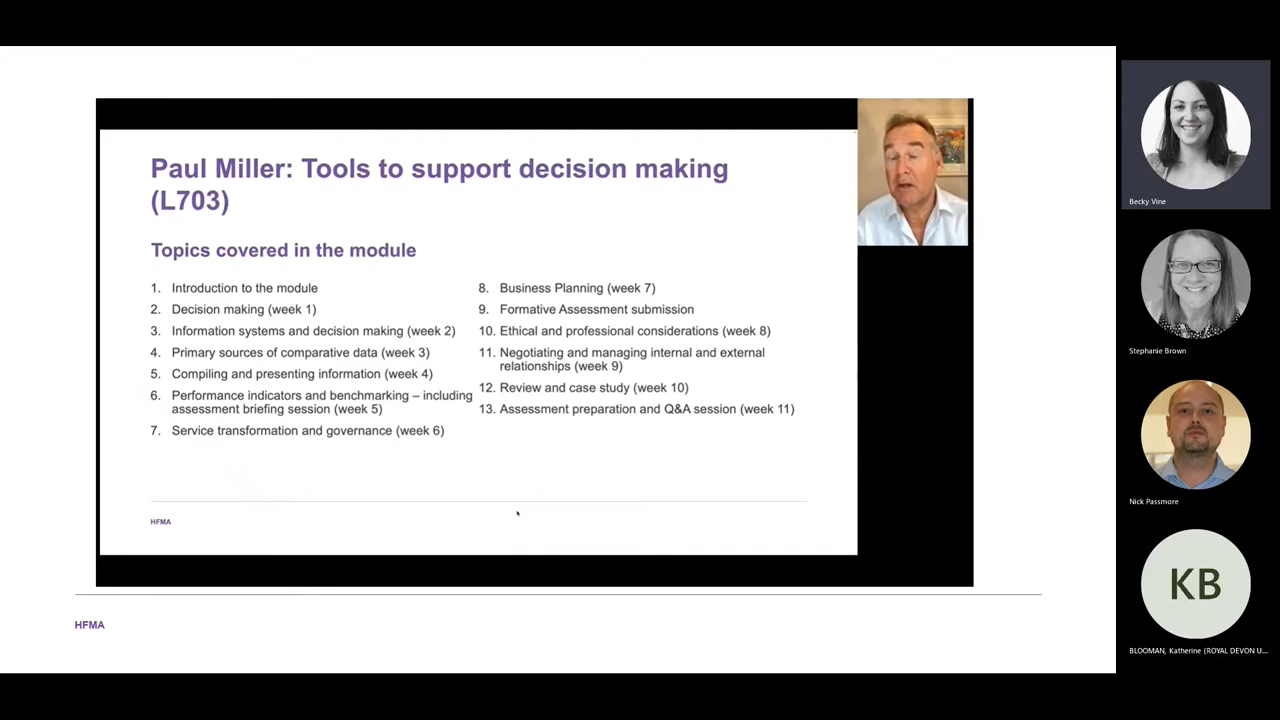 Paul Miller: Tools to support decision making
(L703)
Topics covered in the module
1. Introduction to the module
2. Decision making (week 1)
3. Information systems and decision making (week 2)
4. Primary sources of comparative data (week 3)
5. Compiling and presenting information (week 4)
6. Performance indicators and benchmarking – including
assessment briefing session (week 5)
7. Service transformation and governance (week 6)
8. Business Planning (week 7)
9. Formative Assessment submission
10. Ethical and professional considerations (week 8)
11. Negotiating and managing internal and external
relationships (week 9)
12. Review and case study (week 10)
13. Assessment preparation and Q&A session (week 11)
HFMA
HFMA
Becky Vine
Stephanie Brown
Nick Passmore
KB
BLOOMAN, Katherine (ROYAL DEVON U...